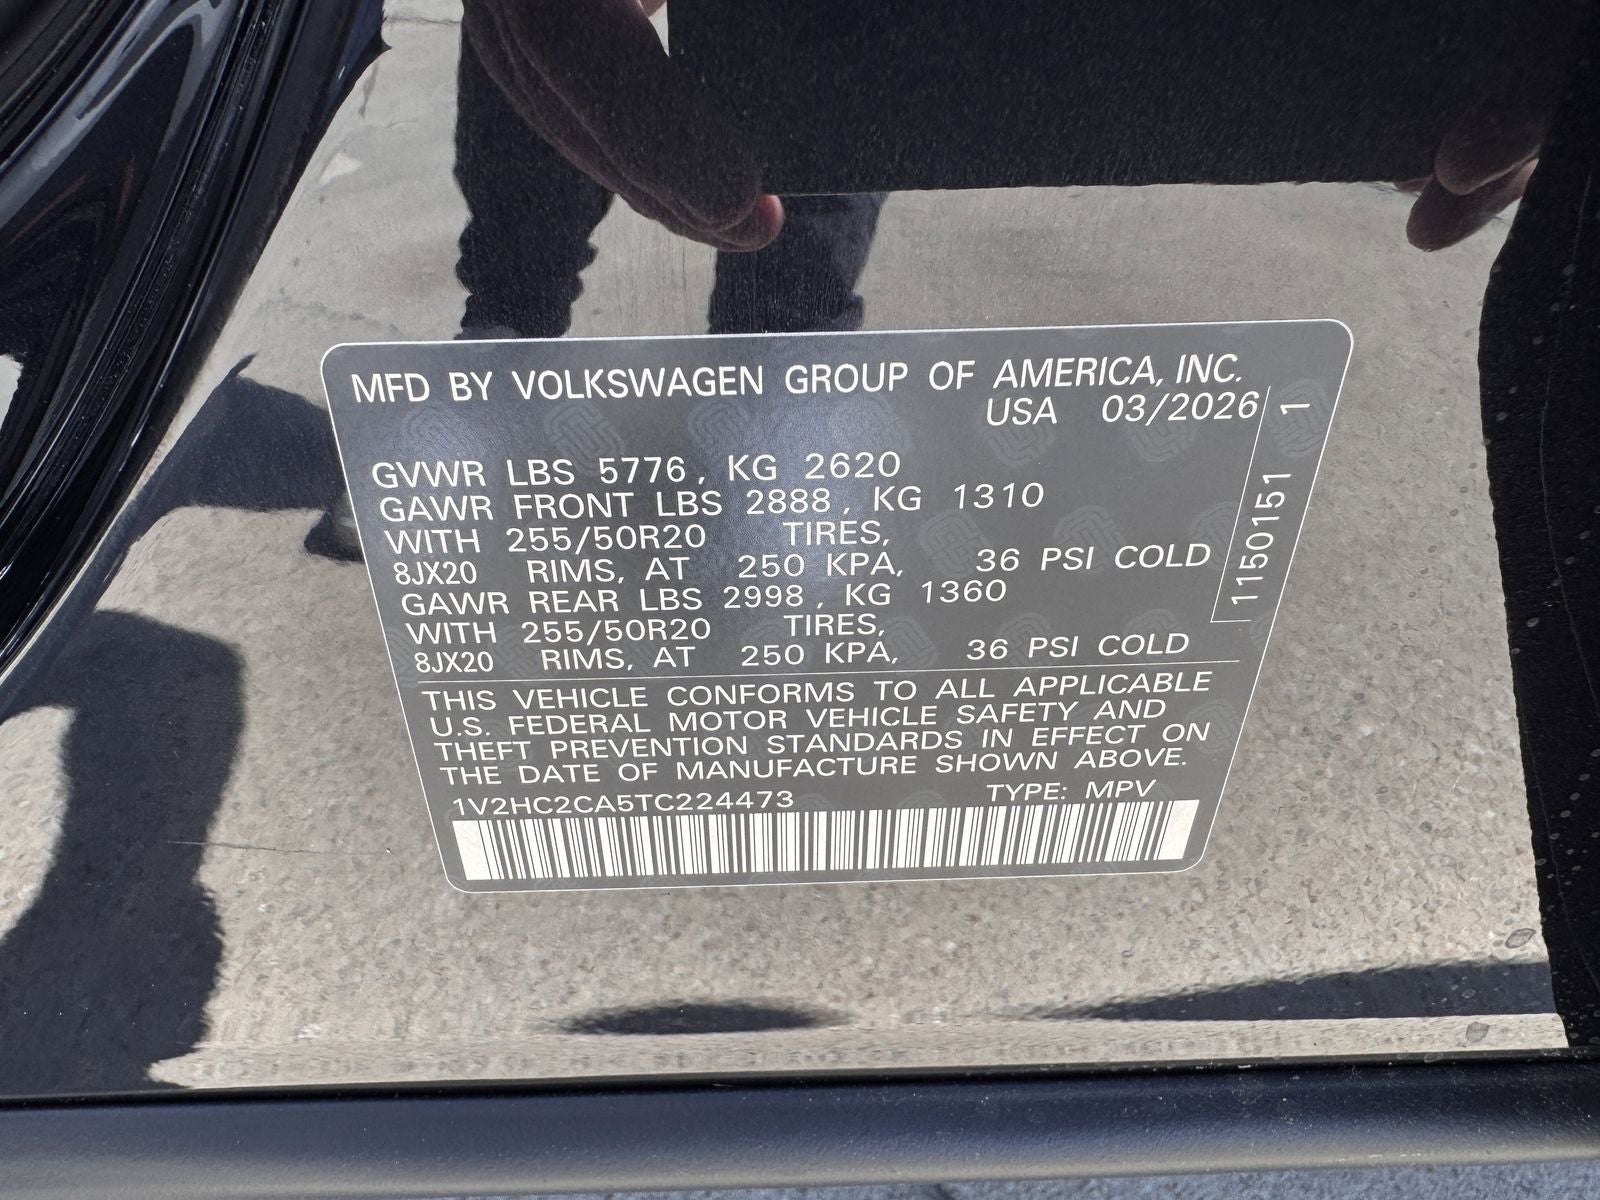 MFD BY VOLKSWAGEN GROUP OF AMERICA, INC.
USA 03/2026
GVWR LBS 5776, KG 2620
GAWR FRONT LBS 2888, KG 1310
WITH 255/50R20 TIRES,
8JX20 RIMS, AT 250 KPA, 36 PSI COLD
GAWR REAR LBS 2998, KG 1360
WITH 255/50R20 TIRES,
8JX20 RIMS, AT 250 KPA, 36 PSI COLD
THIS VEHICLE CONFORMS TO ALL APPLICABLE
U.S. FEDERAL MOTOR VEHICLE SAFETY AND
THEFT PREVENTION STANDARDS IN EFFECT ON
THE DATE OF MANUFACTURE SHOWN ABOVE.
1V2HC2CA5TC224473 TYPE: MPV
1150151 1